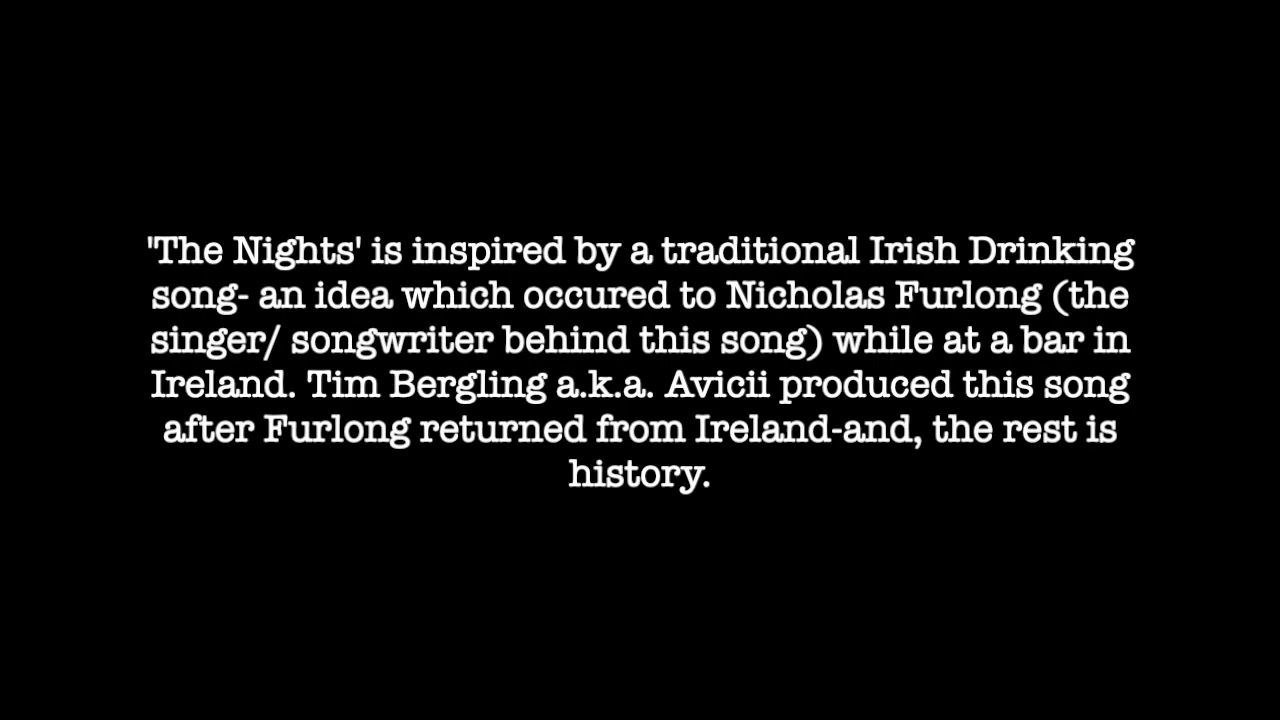 'The Nights' is inspired by a traditional Irish Drinking
song- an idea which occured to Nicholas Furlong (the
singer/ songwriter behind this song) while at a bar in
Ireland. Tim Bergling a.k.a. Avicii produced this song
after Furlong returned from Ireland-and, the rest is
history.